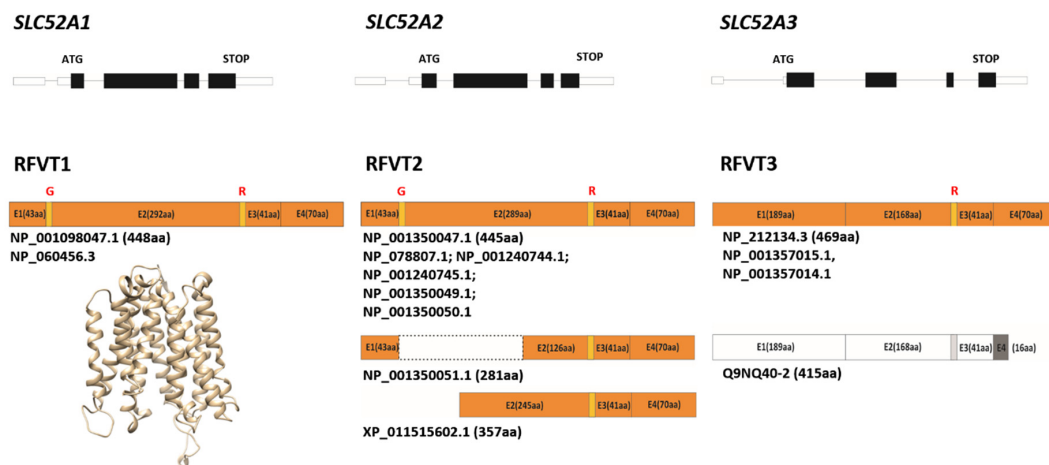 SLC52A1
ATG STOP
RFVT1
G R
E1(43aa) E2(292aa) E3(41aa) E4(70aa)
NP_001098047.1 (448aa)
NP_060456.3
SLC52A2
ATG STOP
RFVT2
G R
E1(43aa) E2(289aa) E3(41aa) E4(70aa)
NP_001350047.1 (445aa)
NP_078807.1; NP_001240744.1;
NP_001240745.1;
NP_001350049.1;
NP_001350050.1
E1(43aa) E2(126aa) E3(41aa) E4(70aa)
NP_001350051.1 (281aa)
E2(245aa) E3(41aa) E4(70aa)
XP_011515602.1 (357aa)
SLC52A3
ATG STOP
RFVT3
R
E1(189aa) E2(168aa) E3(41aa) E4(70aa)
NP_212134.3 (469aa)
NP_001357015.1,
NP_001357014.1
E1(189aa) E2(168aa) E3(41aa) E4 (16aa)
Q9NQ40-2 (415aa)